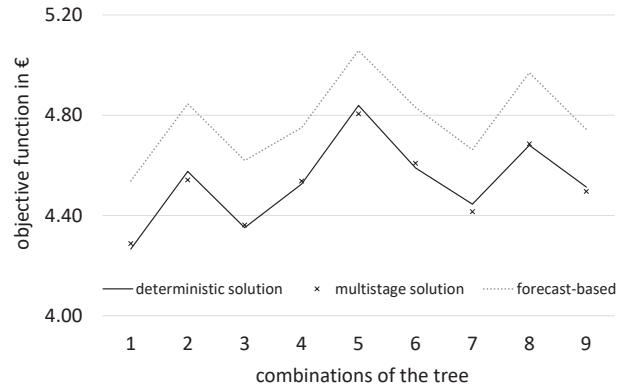 5.20
4.80
4.40
4.00
objective function in €
deterministic solution
multistage solution
forecast-based
1 2 3 4 5 6 7 8 9
combinations of the tree